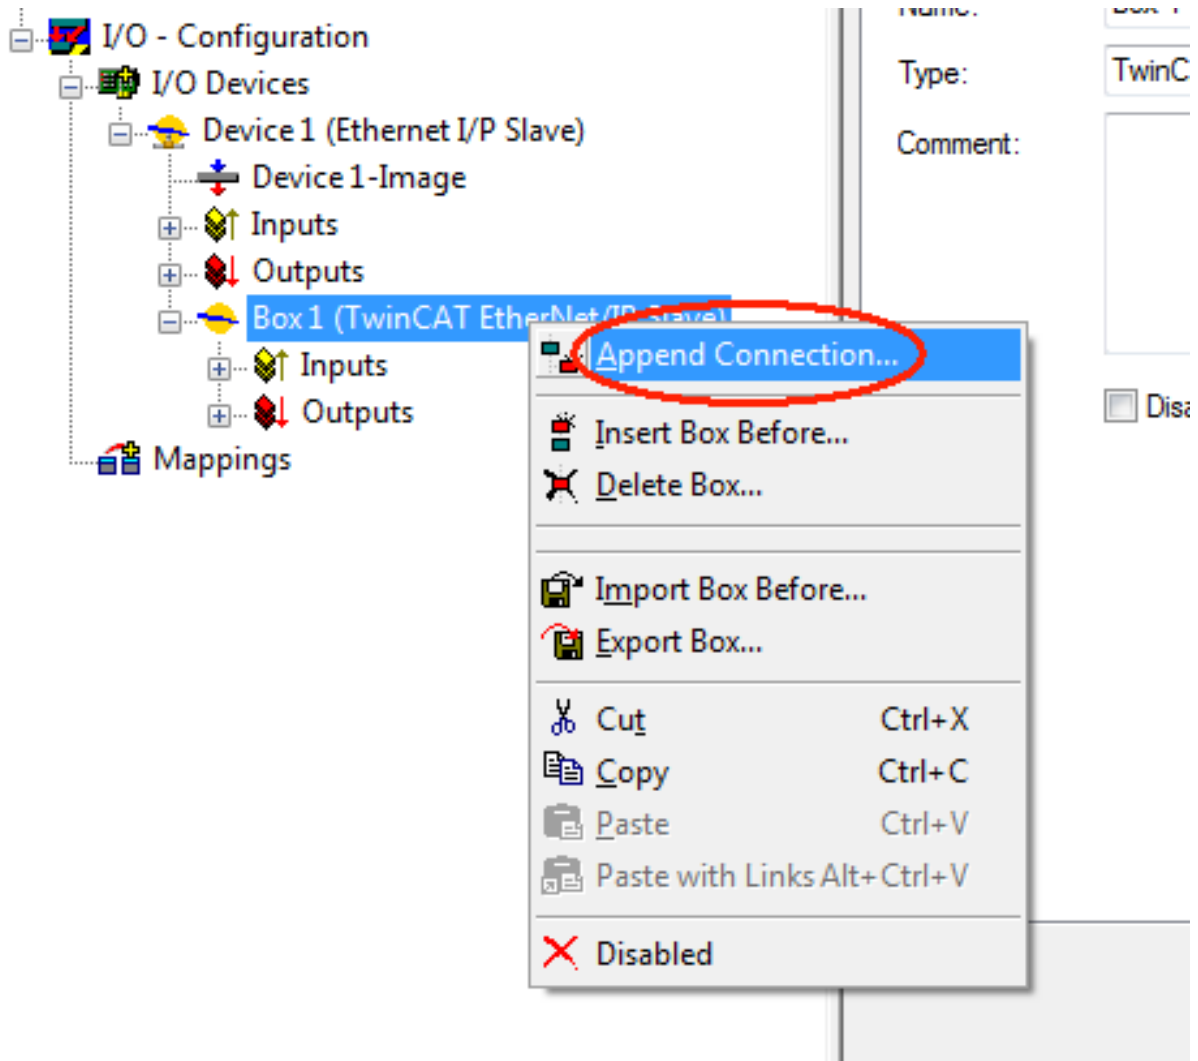 I/O - Configuration
I/O Devices
Device 1 (Ethernet I/P Slave)
Device 1-Image
Inputs
Outputs
Box 1 (TwinCAT EtherNet/IP Slave)
Inputs
Outputs
Mappings
Append Connection...
Insert Box Before...
Delete Box...
Import Box Before...
Export Box...
Cut Ctrl+X
Copy Ctrl+C
Paste Ctrl+V
Paste with Links Alt+Ctrl+V
Disabled
Name:
Type: TwinC
Comment:
Disa